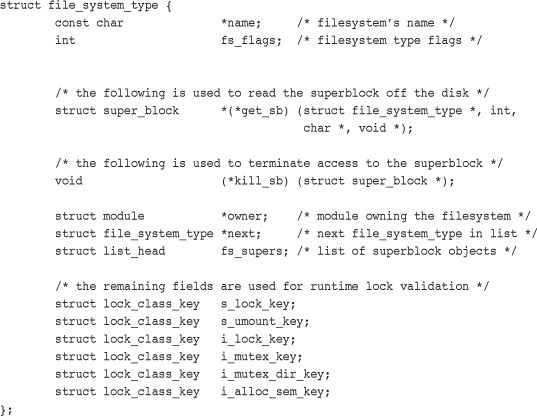 struct file_system_type {
        const char              *name;     /* filesystem's name */
        int                     fs_flags;  /* filesystem type flags */

        /* the following is used to read the superblock off the disk */
        struct super_block      *(*get_sb) (struct file_system_type *, int,
                                            char *, void *);

        /* the following is used to terminate access to the superblock */
        void                    (*kill_sb) (struct super_block *);

        struct module           *owner;    /* module owning the filesystem */
        struct file_system_type *next;     /* next file_system_type in list */
        struct list_head        fs_supers; /* list of superblock objects */

        /* the remaining fields are used for runtime lock validation */
        struct lock_class_key   s_lock_key;
        struct lock_class_key   s_umount_key;
        struct lock_class_key   i_lock_key;
        struct lock_class_key   i_mutex_key;
        struct lock_class_key   i_mutex_dir_key;
        struct lock_class_key   i_alloc_sem_key;
};